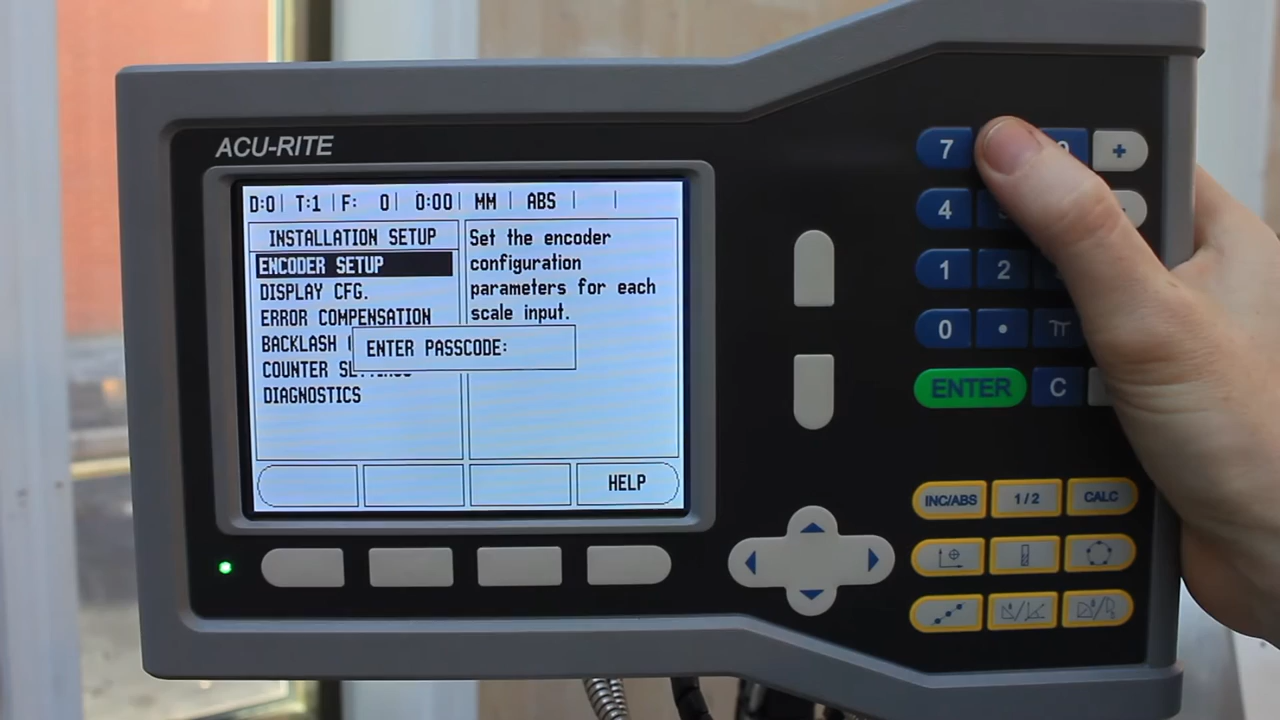 ACU-RITE
D:0 T:1 F: 0 0:00 MM ABS
INSTALLATION SETUP
ENCODER SETUP
DISPLAY CFG.
ERROR COMPENSATION
BACKLASH
COUNTER
DIAGNOSTICS
Set the encoder
configuration
parameters for each
scale input.
ENTER PASSCODE:
HELP
7 +
4
1 2
0 • π
ENTER C
INC/ABS 1/2 CALC